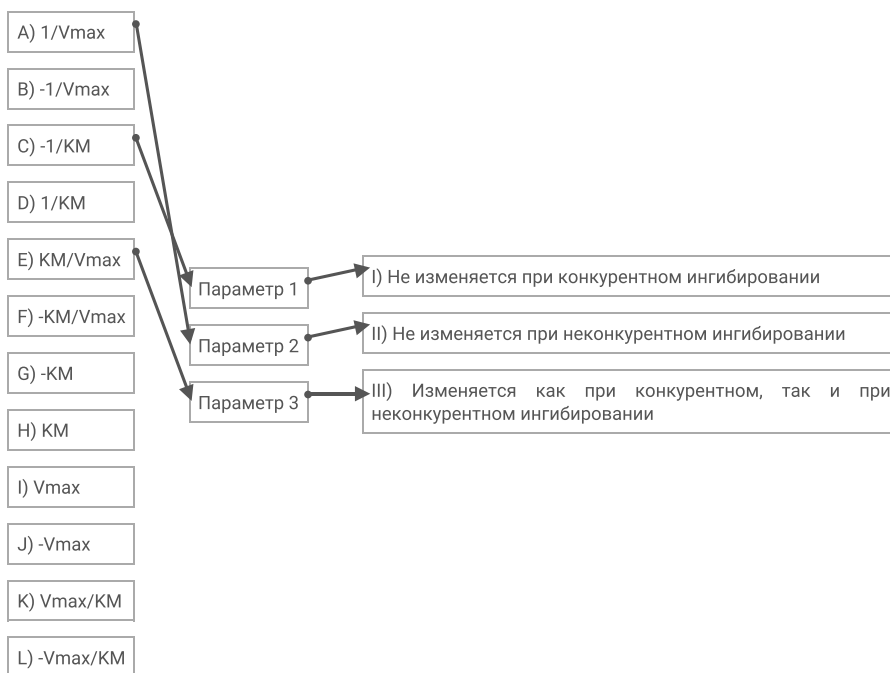 A) 1/Vmax
B) -1/Vmax
C) -1/KM
D) 1/KM
E) KM/Vmax
F) -KM/Vmax
G) -KM
H) KM
I) Vmax
J) -Vmax
K) Vmax/KM
L) -Vmax/KM
Параметр 1
Параметр 2
Параметр 3
I) Не изменяется при конкурентном ингибировании
II) Не изменяется при неконкурентном ингибировании
III) Изменяется как при конкурентном, так и при
неконкурентном ингибировании